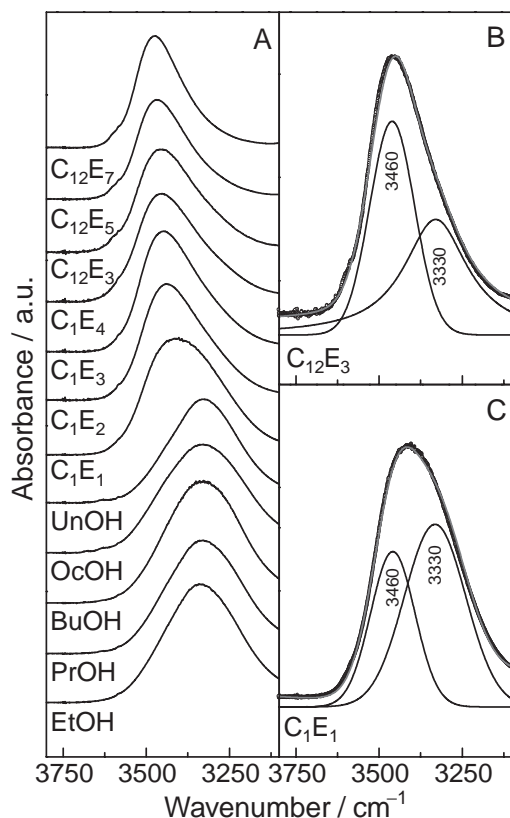 Absorbance / a.u.
A
C₁₂E₇
C₁₂E₅
C₁₂E₃
C₁E₄
C₁E₃
C₁E₂
C₁E₁
UnOH
OcOH
BuOH
PrOH
EtOH
3750 3500 3250
B
3460
3330
C₁₂E₃
C
3460
3330
C₁E₁
3750 3500 3250
Wavenumber / cm⁻¹